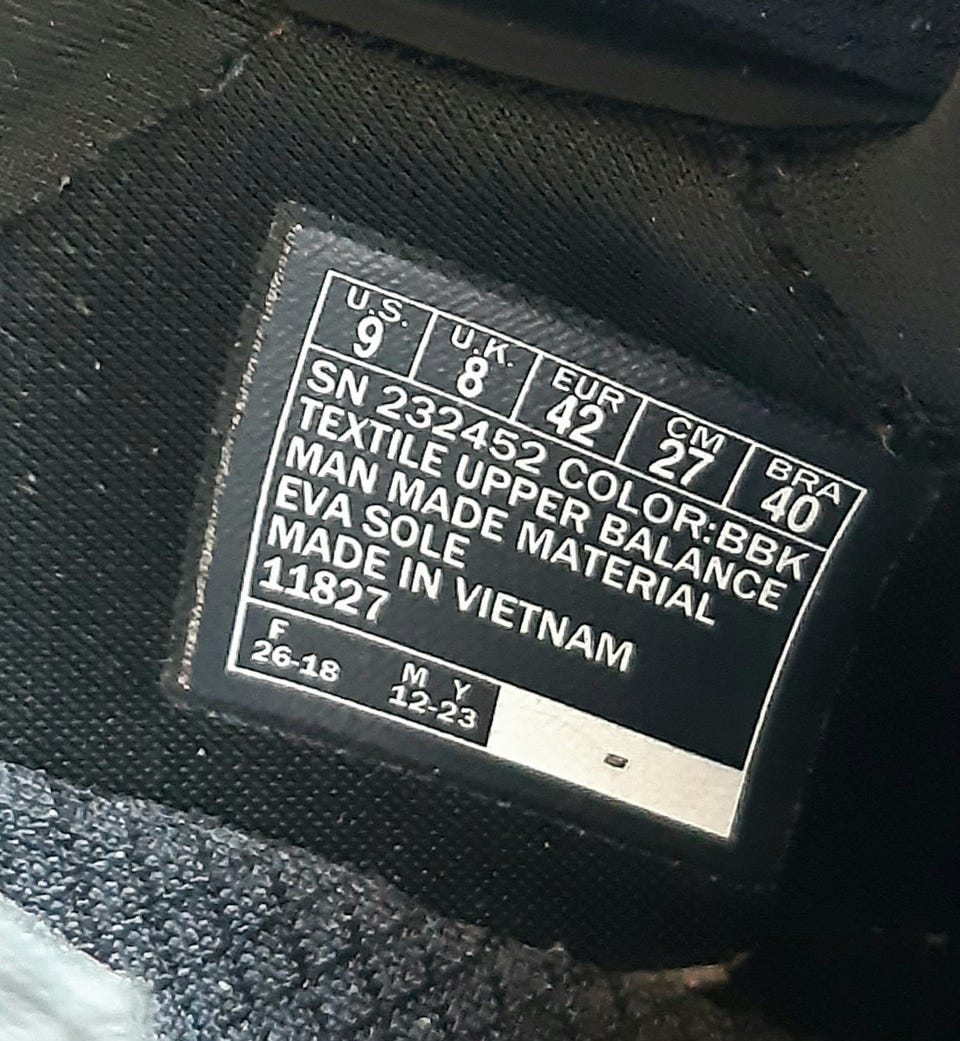 U.S. U.K. EUR CM BRA
9 8 42 27 40
SN 232452 COLOR:BBK
TEXTILE UPPER BALANCE
MAN MADE MATERIAL
EVA SOLE
MADE IN VIETNAM
11827
F M Y
26-18 12-23 -